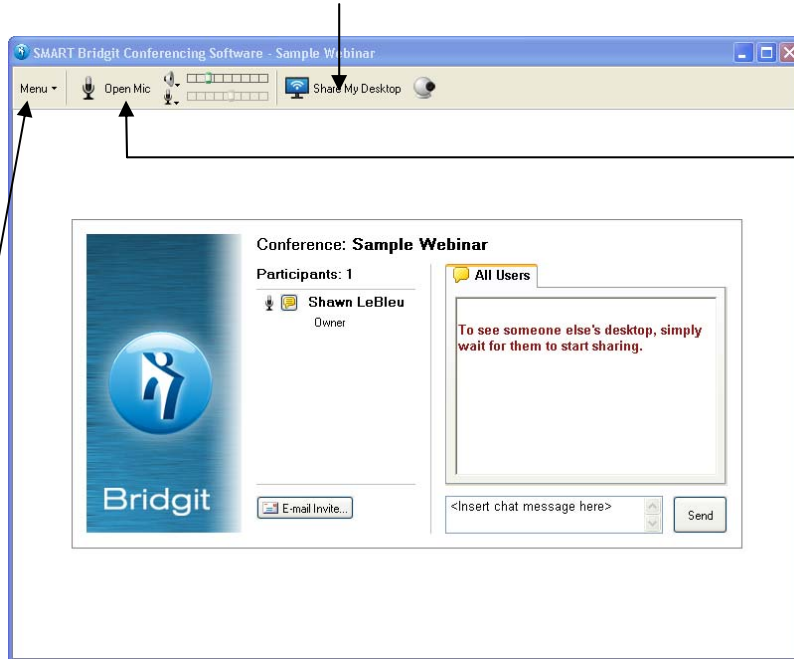 SMART Bridgit Conferencing Software - Sample Webinar
Menu
Open Mic
Share My Desktop
Conference: Sample Webinar
Participants: 1
Shawn LeBleu
Owner
All Users
To see someone else's desktop, simply
wait for them to start sharing.
Bridgit
E-mail Invite...
<Insert chat message here>
Send